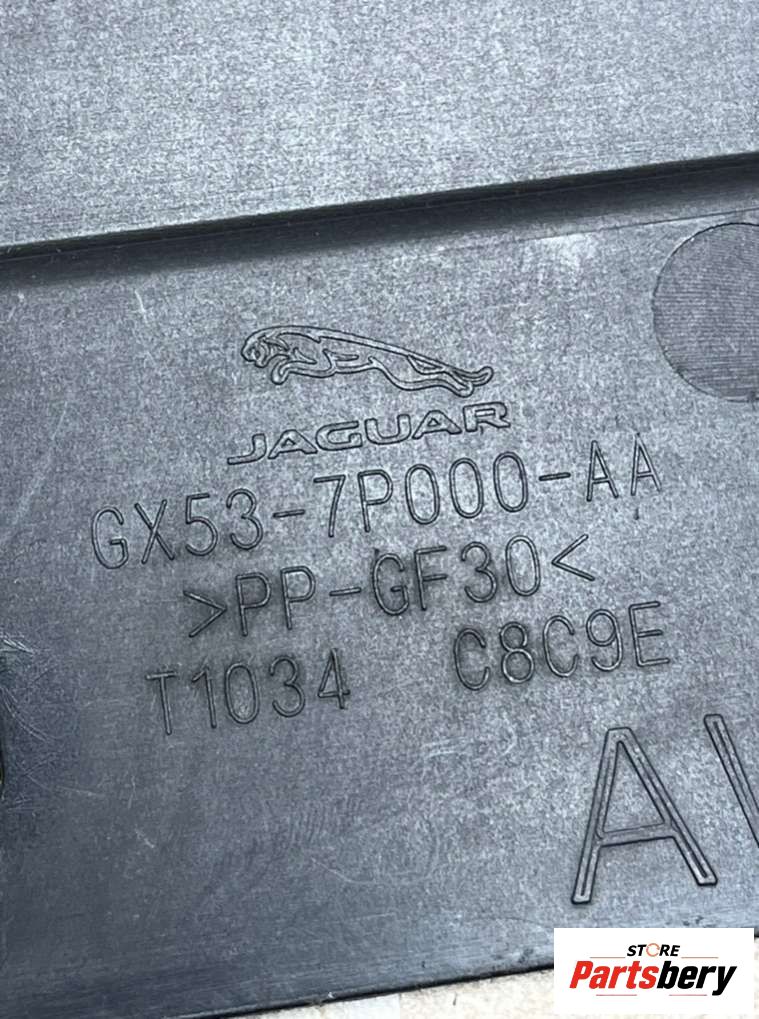 JAGUAR
GX53-7P000-AA
>PP-GF30<
T1034 C8C9E
STORE
Partsbery